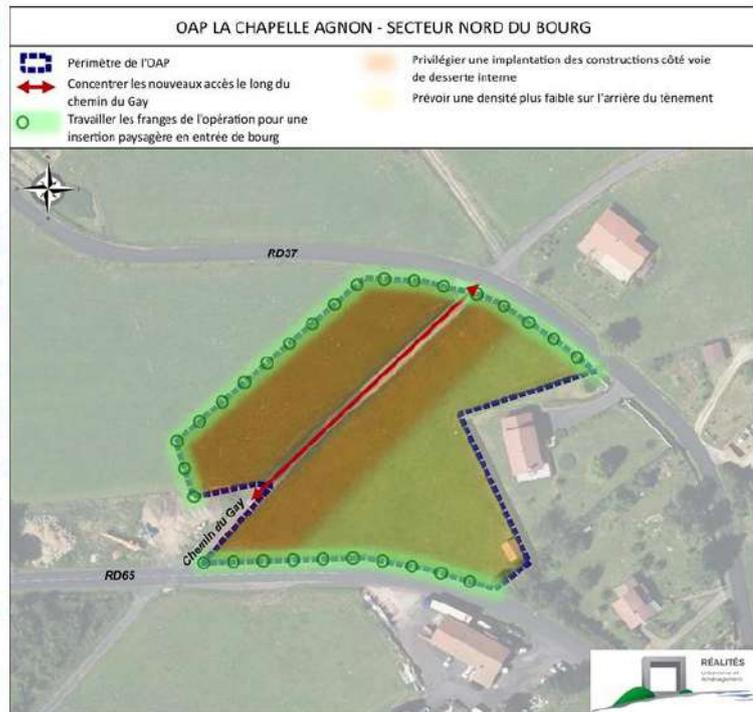 OAP LA CHAPELLE AGNON - SECTEUR NORD DU BOURG
Périmètre de l'OAP
Concentrer les nouveaux accès le long du
chemin du Gay
Travailler les franges de l'opération pour une
insertion paysagère en entrée de bourg
Privilégier une implantation des constructions côté voie
de desserte interne
Prévoir une densité plus faible sur l'arrière du tènement
RD37
Chemin du Gay
RD65
RÉALITÉS
Urbanisme et
Aménagement